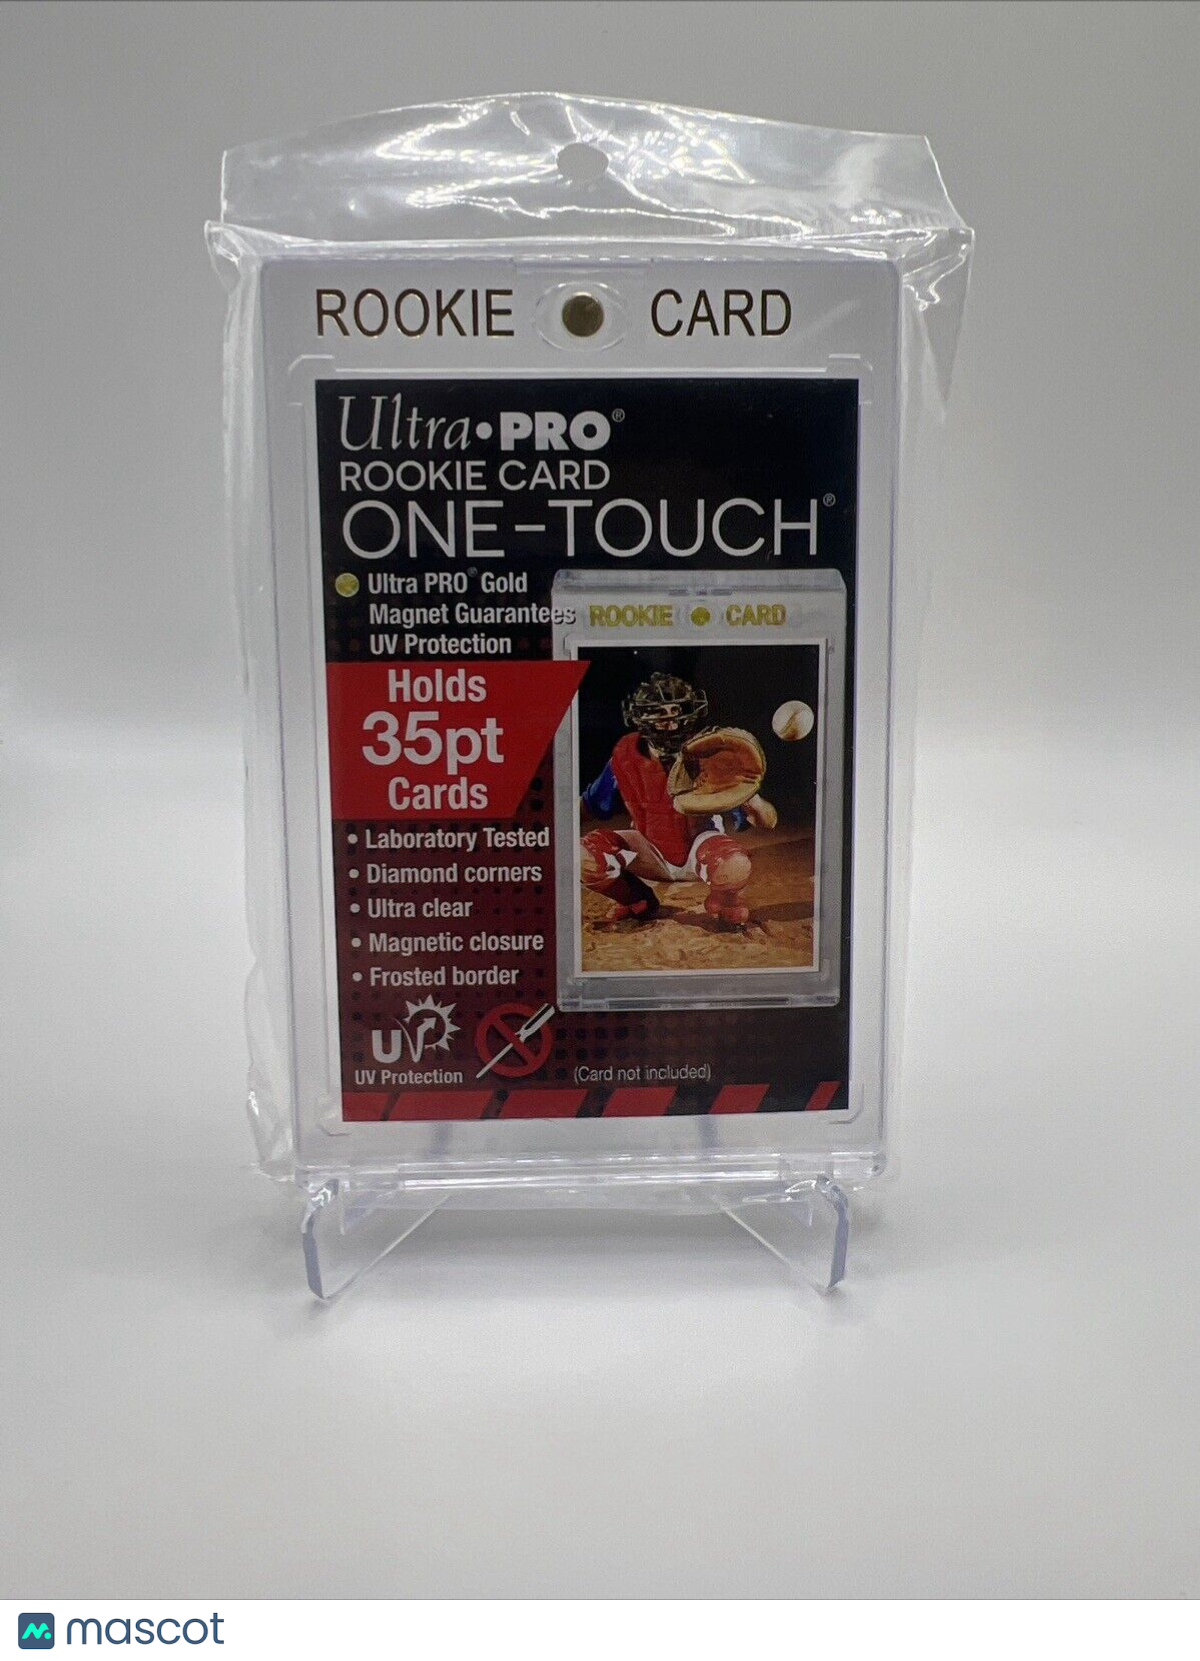 ROOKIE CARD
Ultra•PRO®
ROOKIE CARD
ONE-TOUCH®
Ultra PRO® Gold
Magnet Guarantees
UV Protection
ROOKIE CARD
Holds
35pt
Cards
• Laboratory Tested
• Diamond corners
• Ultra clear
• Magnetic closure
• Frosted border
UV
UV Protection
(Card not included)
mascot